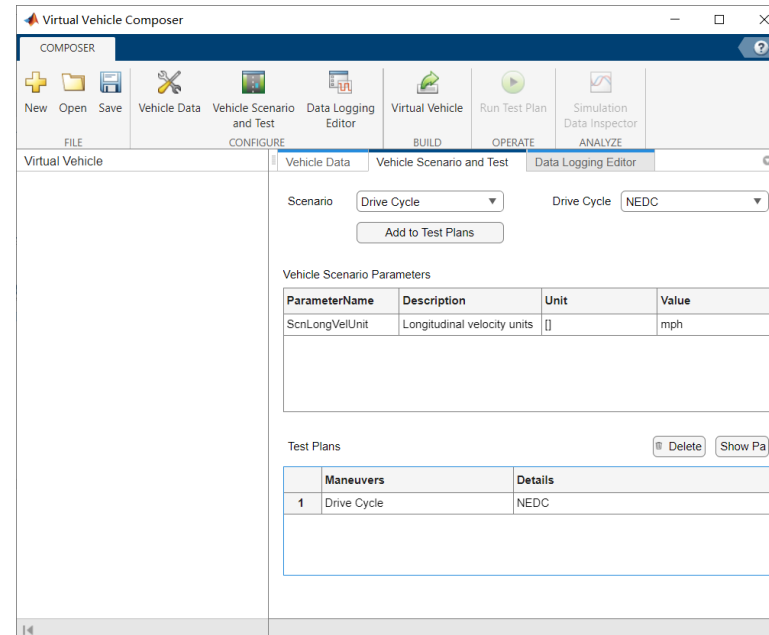 Virtual Vehicle Composer
COMPOSER
New Open Save Vehicle Data Vehicle Scenario and Test Data Logging Editor Virtual Vehicle Run Test Plan Simulation Data Inspector
FILE CONFIGURE BUILD OPERATE ANALYZE
Virtual Vehicle
Vehicle Data Vehicle Scenario and Test Data Logging Editor
Scenario Drive Cycle Drive Cycle NEDC
Add to Test Plans
Vehicle Scenario Parameters
ParameterName Description Unit Value
ScnLongVelUnit Longitudinal velocity units [] mph
Test Plans Delete Show Pa
Maneuvers Details
1 Drive Cycle NEDC